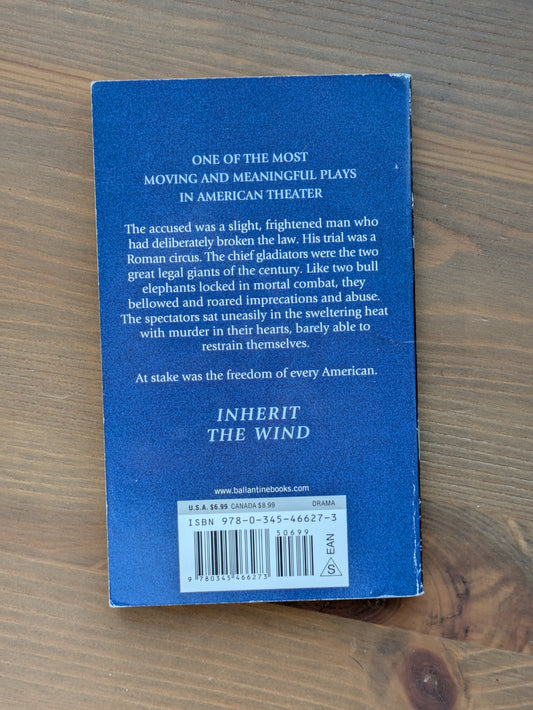 ONE OF THE MOST
MOVING AND MEANINGFUL PLAYS
IN AMERICAN THEATER
The accused was a slight, frightened man who
had deliberately broken the law. His trial was a
Roman circus. The chief gladiators were the two
great legal giants of the century. Like two bull
elephants locked in mortal combat, they
bellowed and roared imprecations and abuse.
The spectators sat uneasily in the sweltering heat
with murder in their hearts, barely able to
restrain themselves.
At stake was the freedom of every American.
INHERIT
THE WIND
www.ballantinebooks.com
U.S.A. $6.99 CANADA $8.99 DRAMA
ISBN 978-0-345-46627-3
50699
EAN
S
9 780345 466273